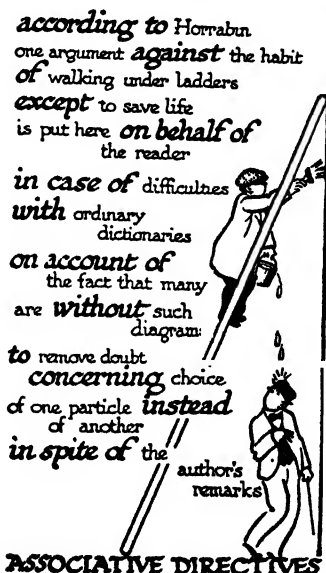 according to Horrabin
one argument against the habit
of walking under ladders
except to save life
is put here on behalf of
the reader
in case of difficulties
with ordinary
dictionaries
on account of
the fact that many
are without such
diagrams
to remove doubt
concerning choice
of one particle instead
of another
in spite of the
author's
remarks
ASSOCIATIVE DIRECTIVES